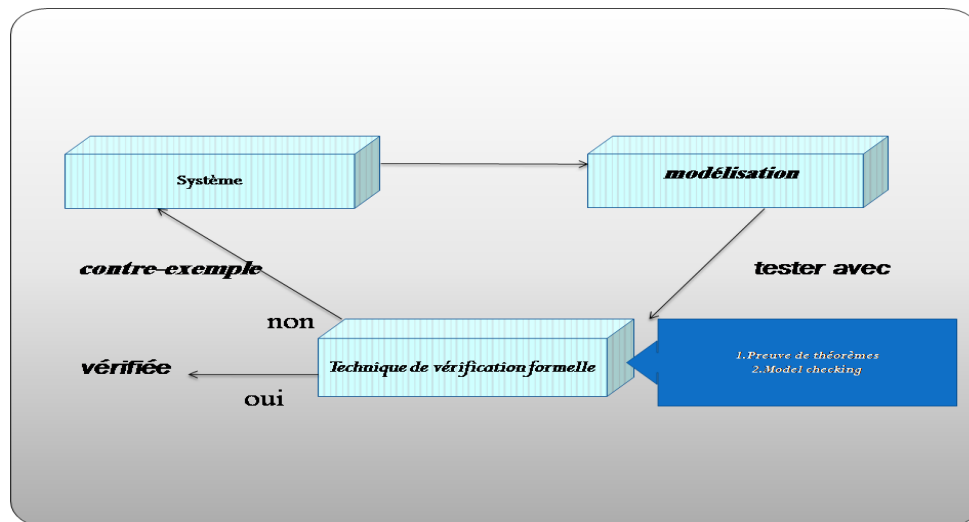 Système
modélisation
contre-exemple
tester avec
non
1.Preuve de théorèmes
2.Model checking
Technique de vérification formelle
vérifiée
oui